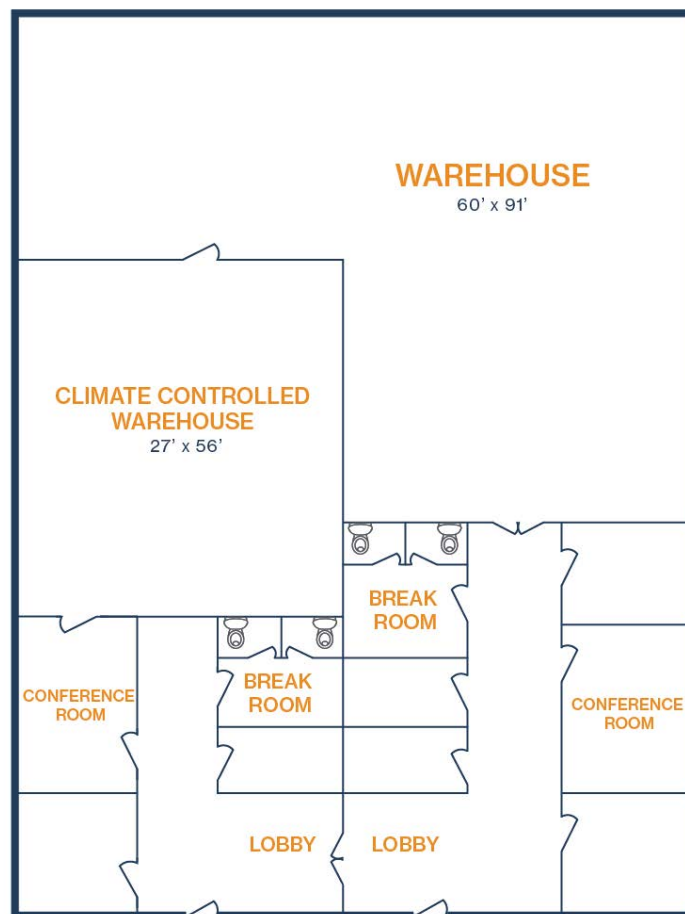 WAREHOUSE
60’ x 91’
CLIMATE CONTROLLED
WAREHOUSE
27’ x 56’
BREAK
ROOM
BREAK
ROOM
CONFERENCE
ROOM
CONFERENCE
ROOM
LOBBY
LOBBY